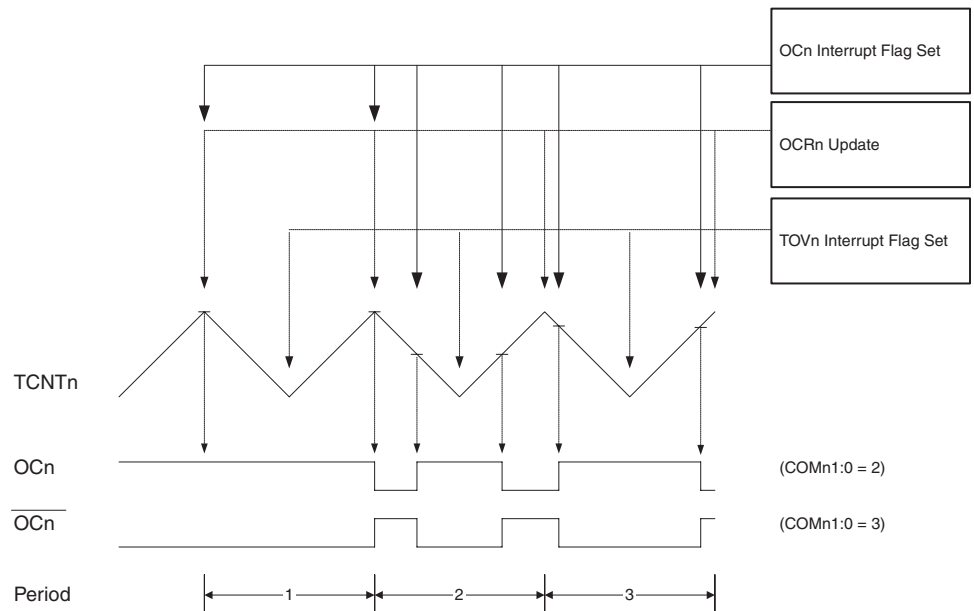 OCn Interrupt Flag Set
OCRn Update
TOVn Interrupt Flag Set
TCNTn
OCn
(COMn1:0 = 2)
OCn
(COMn1:0 = 3)
Period
1
2
3